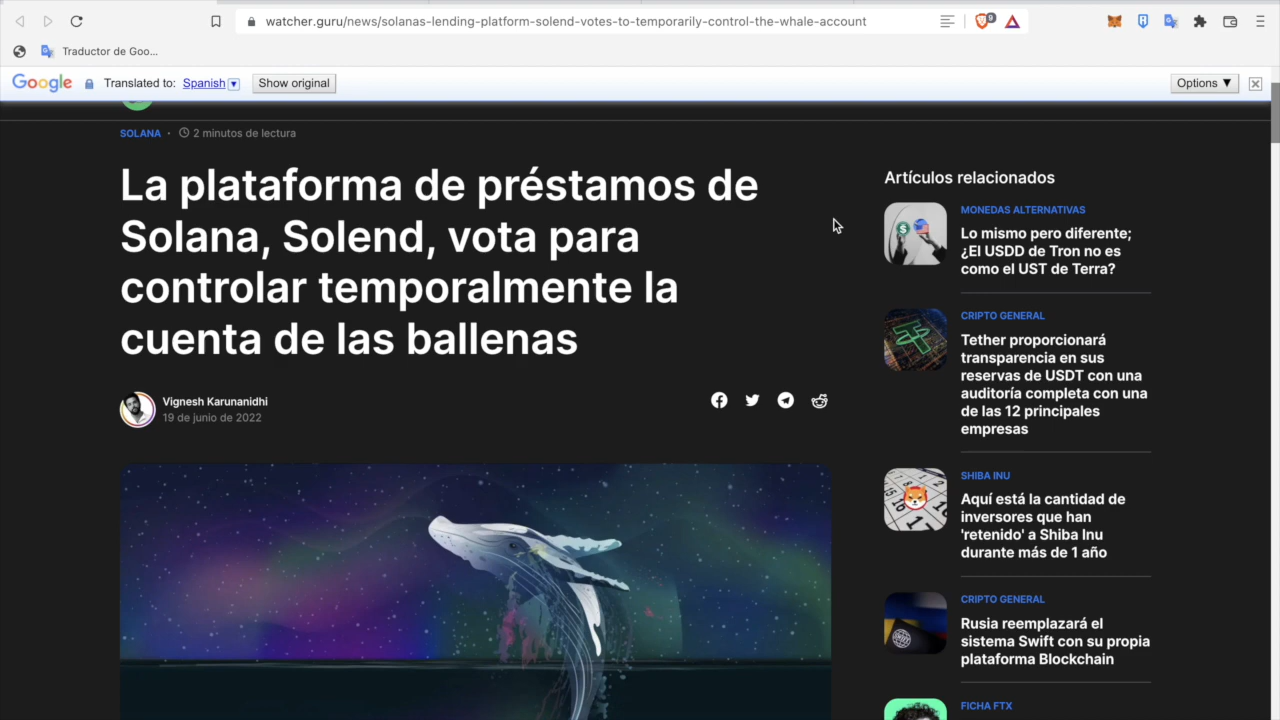 watcher.guru/news/solanas-lending-platform-solend-votes-to-temporarily-control-the-whale-account
9
Traductor de Goo...
Google Translated to: Spanish Show original Options ▼
SOLANA · 2 minutos de lectura
La plataforma de préstamos de
Solana, Solend, vota para
controlar temporalmente la
cuenta de las ballenas
Vignesh Karunanidhi
19 de junio de 2022
Artículos relacionados
MONEDAS ALTERNATIVAS
Lo mismo pero diferente;
¿El USDD de Tron no es
como el UST de Terra?
CRIPTO GENERAL
Tether proporcionará
transparencia en sus
reservas de USDT con una
auditoría completa con una
de las 12 principales
empresas
SHIBA INU
Aquí está la cantidad de
inversores que han
'retenido' a Shiba Inu
durante más de 1 año
CRIPTO GENERAL
Rusia reemplazará el
sistema Swift con su propia
plataforma Blockchain
FICHA FTX